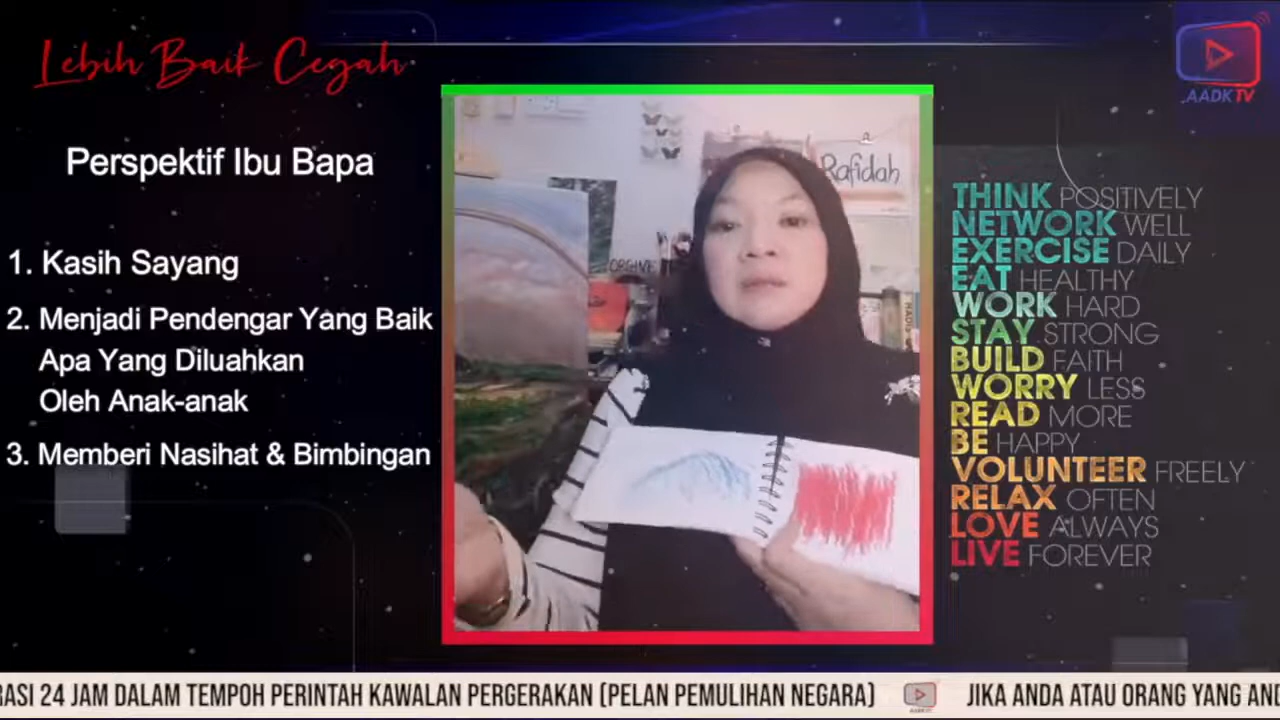 Lebih Baik Cegah
AADK TV
Perspektif Ibu Bapa
1. Kasih Sayang
2. Menjadi Pendengar Yang Baik
Apa Yang Diluahkan
Oleh Anak-anak
3. Memberi Nasihat & Bimbingan
Rafidah
THINK POSITIVELY
NETWORK WELL
EXERCISE DAILY
EAT HEALTHY
WORK HARD
STAY STRONG
BUILD FAITH
WORRY LESS
READ MORE
BE HAPPY
VOLUNTEER FREELY
RELAX OFTEN
LOVE ALWAYS
LIVE FOREVER
RASI 24 JAM DALAM TEMPOH PERINTAH KAWALAN PERGERAKAN (PELAN PEMULIHAN NEGARA) JIKA ANDA ATAU ORANG YANG AND